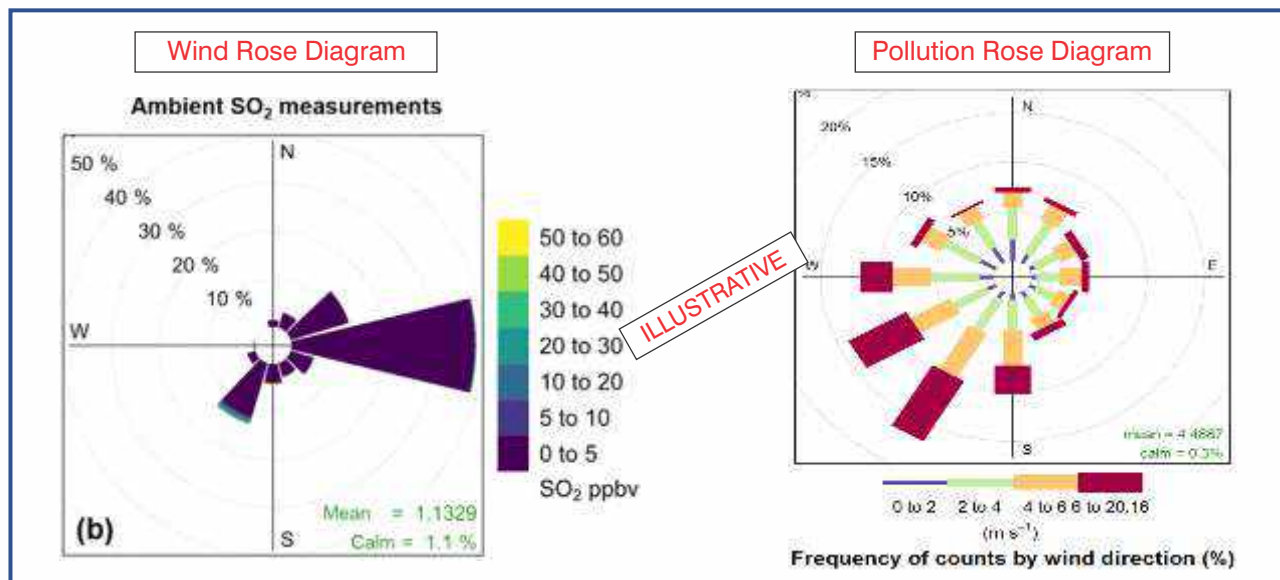 Wind Rose Diagram
Pollution Rose Diagram
Ambient SO₂ measurements
N
50 %
40 %
30 %
20 %
10 %
W
S
(b)
Mean = 1.1329
Calm = 1.1 %
50 to 60
40 to 50
30 to 40
20 to 30
10 to 20
5 to 10
0 to 5
SO₂ ppbv
ILLUSTRATIVE
N
20%
15%
10%
5%
W
E
S
mean = 4.4667
calm = 0.3%
0 to 2 2 to 4 4 to 6 6 to 20.16
(m s⁻¹)
Frequency of counts by wind direction (%)